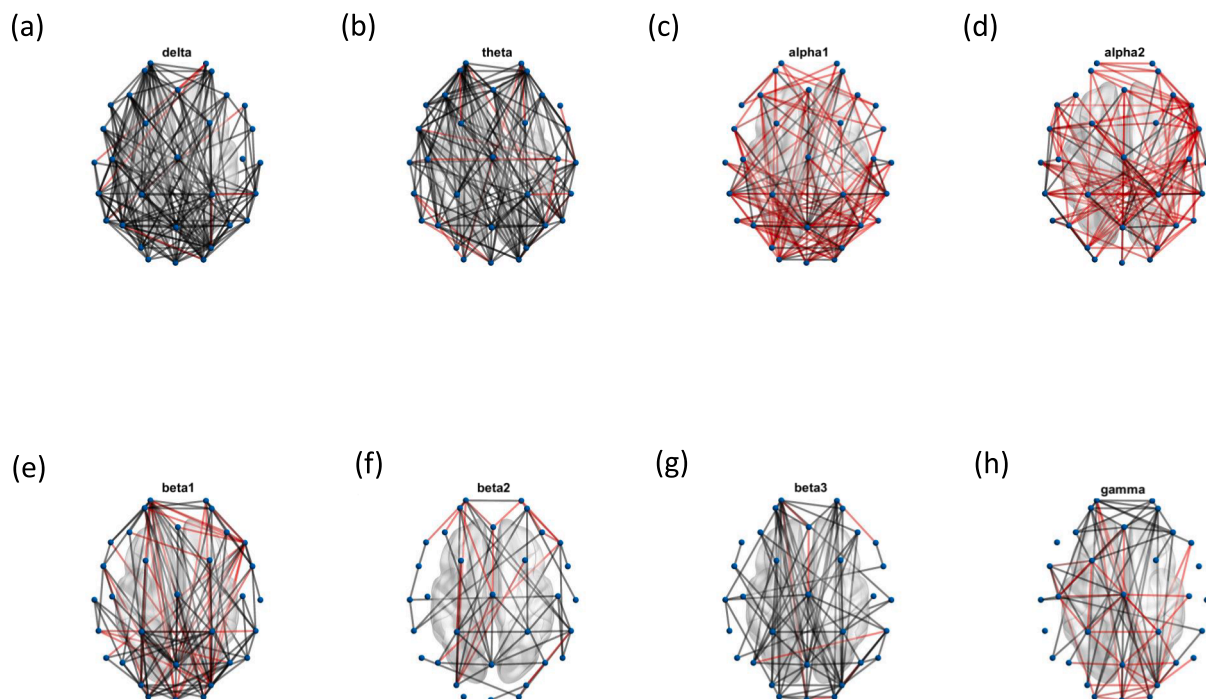 (a)
delta
(b)
theta
(c)
alpha1
(d)
alpha2
(e)
beta1
(f)
beta2
(g)
beta3
(h)
gamma